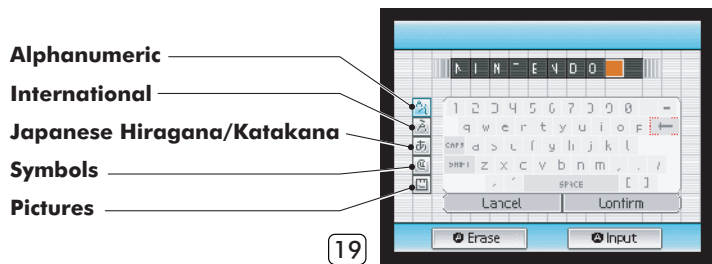 Alphanumeric
International
Japanese Hiragana/Katakana
Symbols
Pictures
19
NINTENDO
1 2 3 4 5 6 7 8 9 0 -
q w e r t y u i o p
CAPS a s d f g h j k l
SHIFT z x c v b n m , . /
SPACE [ ]
Cancel Confirm
Erase Input